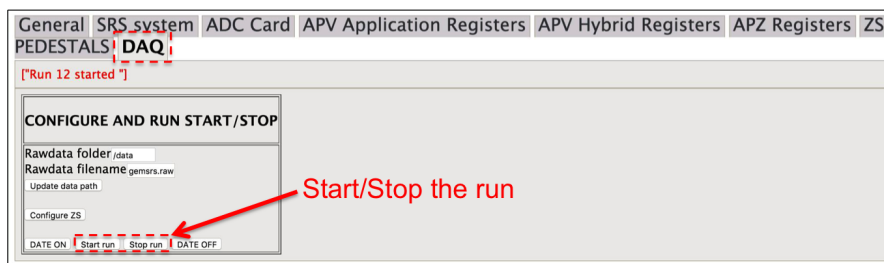 General SRS system ADC Card APV Application Registers APV Hybrid Registers APZ Registers ZS
PEDESTALS DAQ
["Run 12 started "]
CONFIGURE AND RUN START/STOP
Rawdata folder /data
Rawdata filename gemsrs.raw
Update data path
Start/Stop the run
Configure ZS
DATE ON Start run Stop run DATE OFF